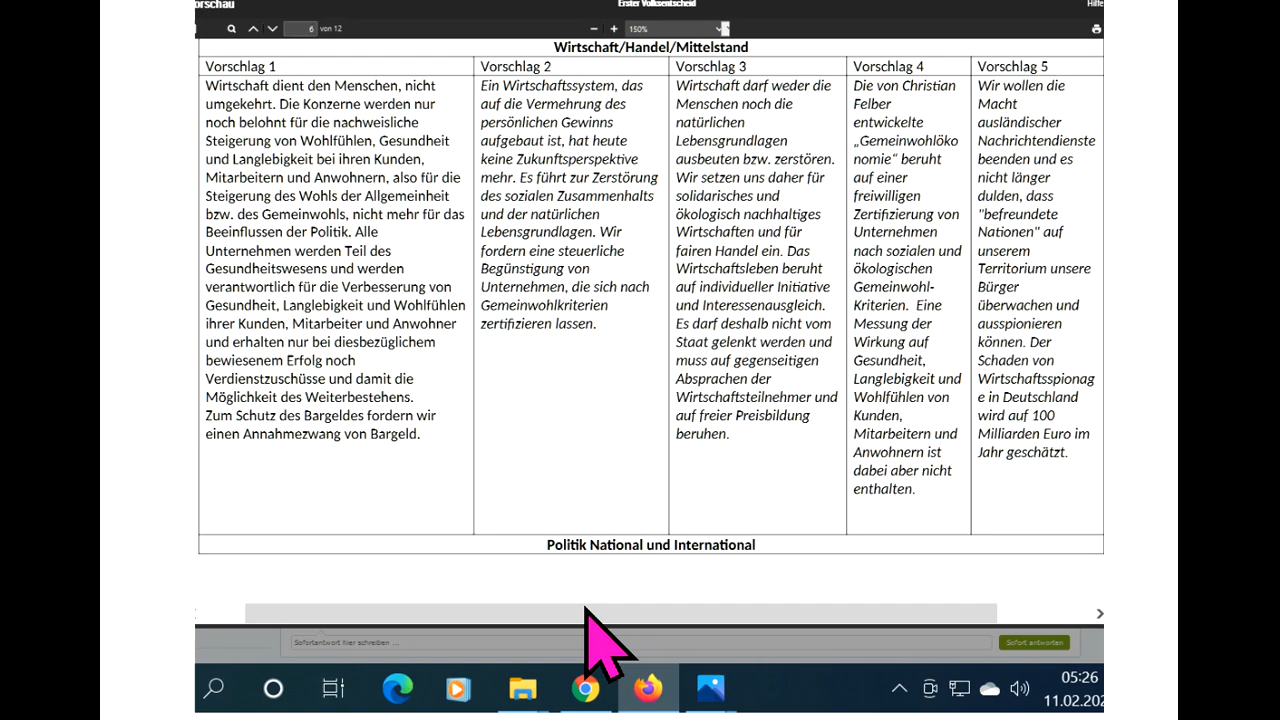 orschau
Erster Volksentscheid
Hilfe
6 von 12
150%
Wirtschaft/Handel/Mittelstand
Vorschlag 1
Wirtschaft dient den Menschen, nicht
umgekehrt. Die Konzerne werden nur
noch belohnt für die nachweisliche
Steigerung von Wohlfühlen, Gesundheit
und Langlebigkeit bei ihren Kunden,
Mitarbeitern und Anwohnern, also für die
Steigerung des Wohls der Allgemeinheit
bzw. des Gemeinwohls, nicht mehr für das
Beeinflussen der Politik. Alle
Unternehmen werden Teil des
Gesundheitswesens und werden
verantwortlich für die Verbesserung von
Gesundheit, Langlebigkeit und Wohlfühlen
ihrer Kunden, Mitarbeiter und Anwohner
und erhalten nur bei diesbezüglichem
bewiesenem Erfolg noch
Verdienstzuschüsse und damit die
Möglichkeit des Weiterbestehens.
Zum Schutz des Bargeldes fordern wir
einen Annahmezwang von Bargeld.
Vorschlag 2
Ein Wirtschaftssystem, das
auf die Vermehrung des
persönlichen Gewinns
aufgebaut ist, hat heute
keine Zukunftsperspektive
mehr. Es führt zur Zerstörung
des sozialen Zusammenhalts
und der natürlichen
Lebensgrundlagen. Wir
fordern eine steuerliche
Begünstigung von
Unternehmen, die sich nach
Gemeinwohlkriterien
zertifizieren lassen.
Vorschlag 3
Wirtschaft darf weder die
Menschen noch die
natürlichen
Lebensgrundlagen
ausbeuten bzw. zerstören.
Wir setzen uns daher für
solidarisches und
ökologisch nachhaltiges
Wirtschaften und für
fairen Handel ein. Das
Wirtschaftsleben beruht
auf individueller Initiative
und Interessenausgleich.
Es darf deshalb nicht vom
Staat gelenkt werden und
muss auf gegenseitigen
Absprachen der
Wirtschaftsteilnehmer und
auf freier Preisbildung
beruhen.
Vorschlag 4
Die von Christian
Felber
entwickelte
„Gemeinwohlöko
nomie“ beruht
auf einer
freiwilligen
Zertifizierung von
Unternehmen
nach sozialen und
ökologischen
Gemeinwohl-
Kriterien. Eine
Messung der
Wirkung auf
Gesundheit,
Langlebigkeit und
Wohlfühlen von
Kunden,
Mitarbeitern und
Anwohnern ist
dabei aber nicht
enthalten.
Vorschlag 5
Wir wollen die
Macht
ausländischer
Nachrichtendienste
beenden und es
nicht länger
dulden, dass
"befreundete
Nationen" auf
unserem
Territorium unsere
Bürger
überwachen und
ausspionieren
können. Der
Schaden von
Wirtschaftsspionag
e in Deutschland
wird auf 100
Milliarden Euro im
Jahr geschätzt.
Politik National und International
Sofortantwort hier schreiben ...
Sofort antworten
05:26
11.02.202